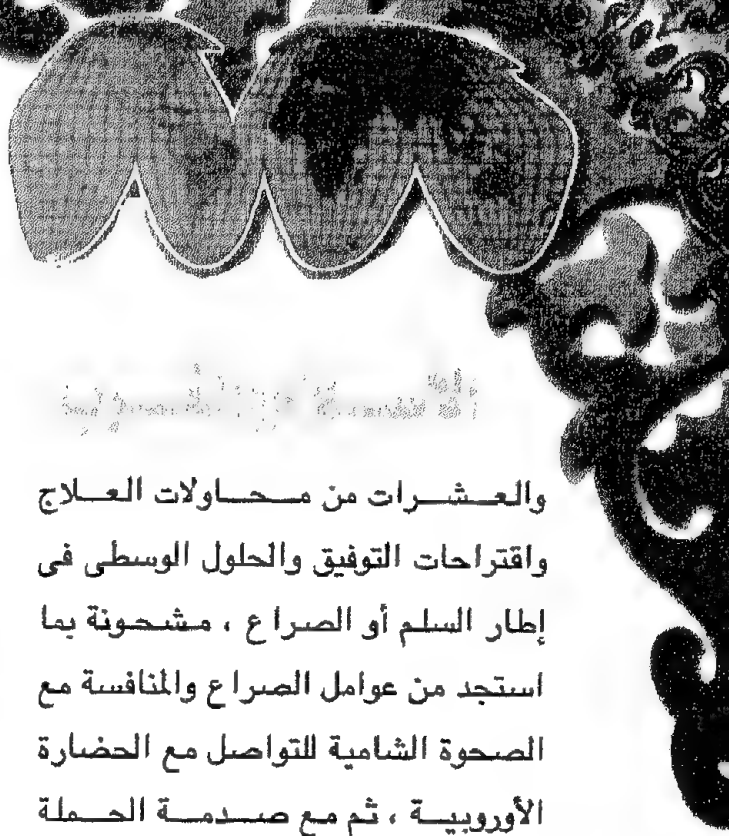 والعشرات من محاولات العلاج
واقتراحات التوفيق والحلول الوسطى فى
إطار السلم أو الصراع ، مشحونة بما
استجد من عوامل الصراع والمنافسة مع
الصحوة الشامية للتواصل مع الحضارة
الأوروبية ، ثم مع صدمة الحملة